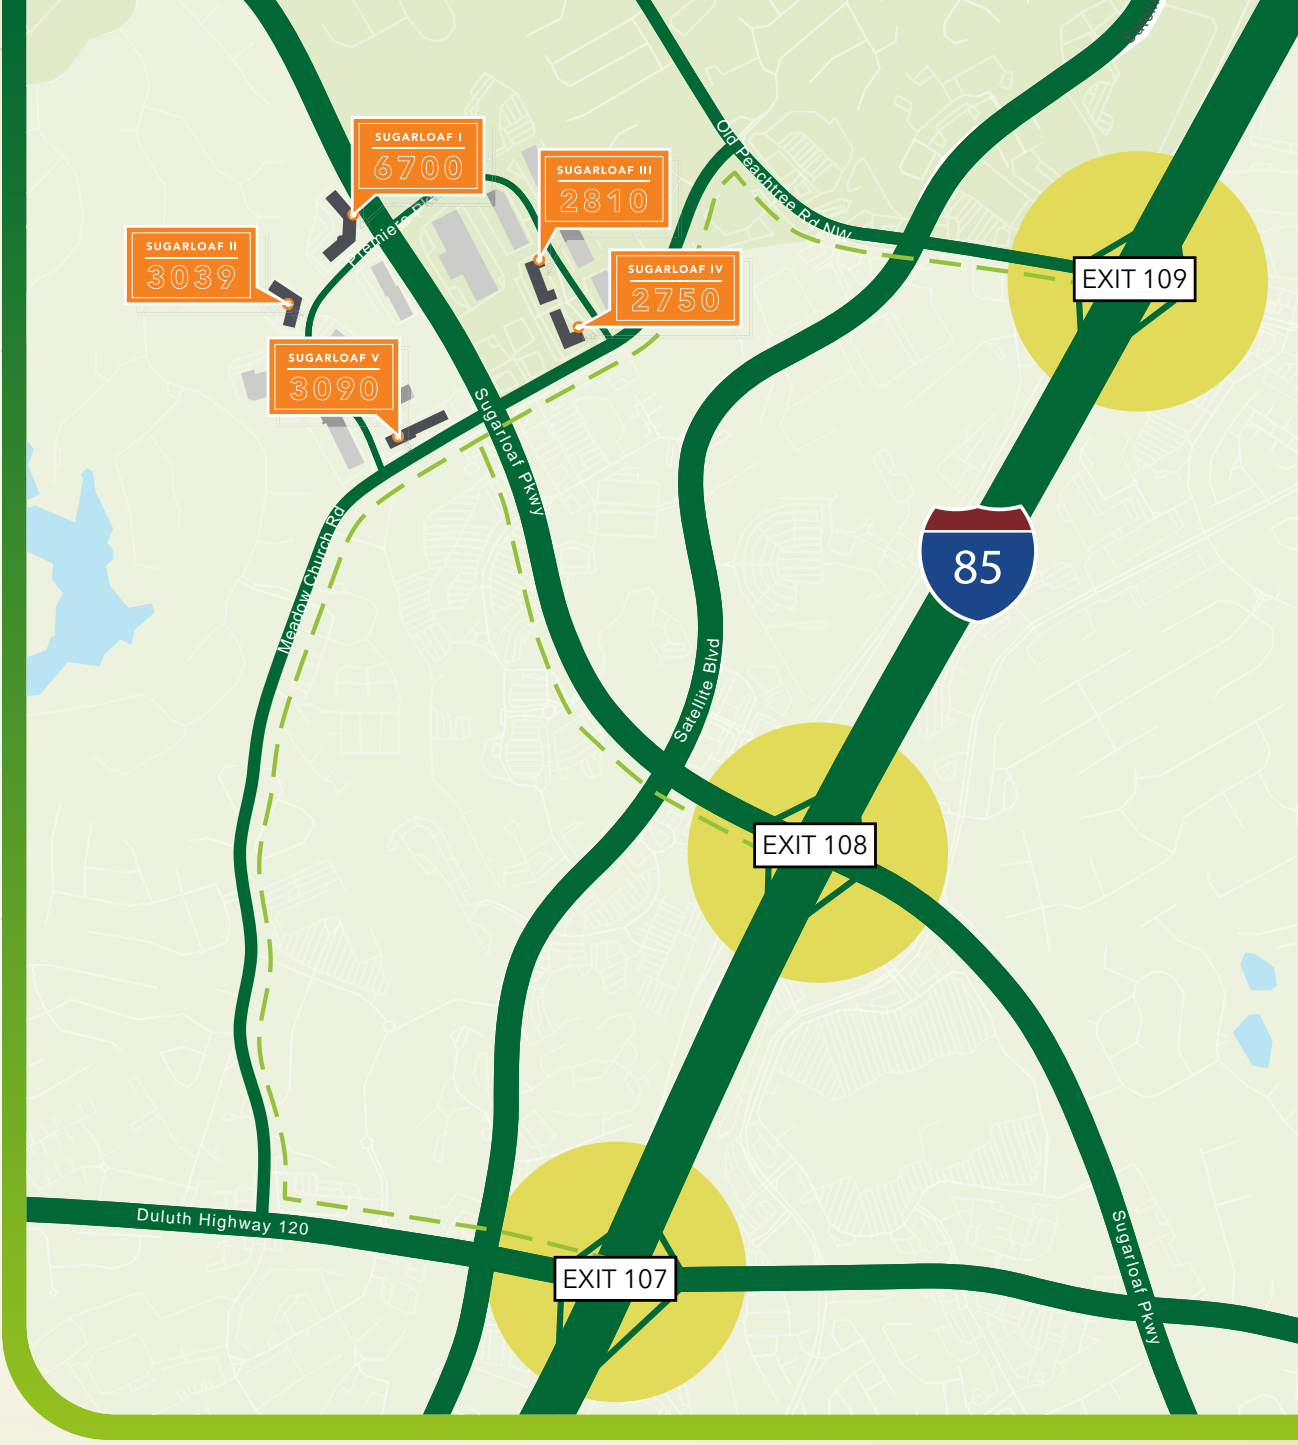 SUGARLOAF I
6700
SUGARLOAF III
2810
Old Peachtree Rd NW
SUGARLOAF II
3039
SUGARLOAF IV
2750
EXIT 109
SUGARLOAF V
3090
Sugarloaf Pkwy
Meadow Church Rd
85
Satellite Blvd
EXIT 108
Duluth Highway 120
EXIT 107
Sugarloaf Pkwy